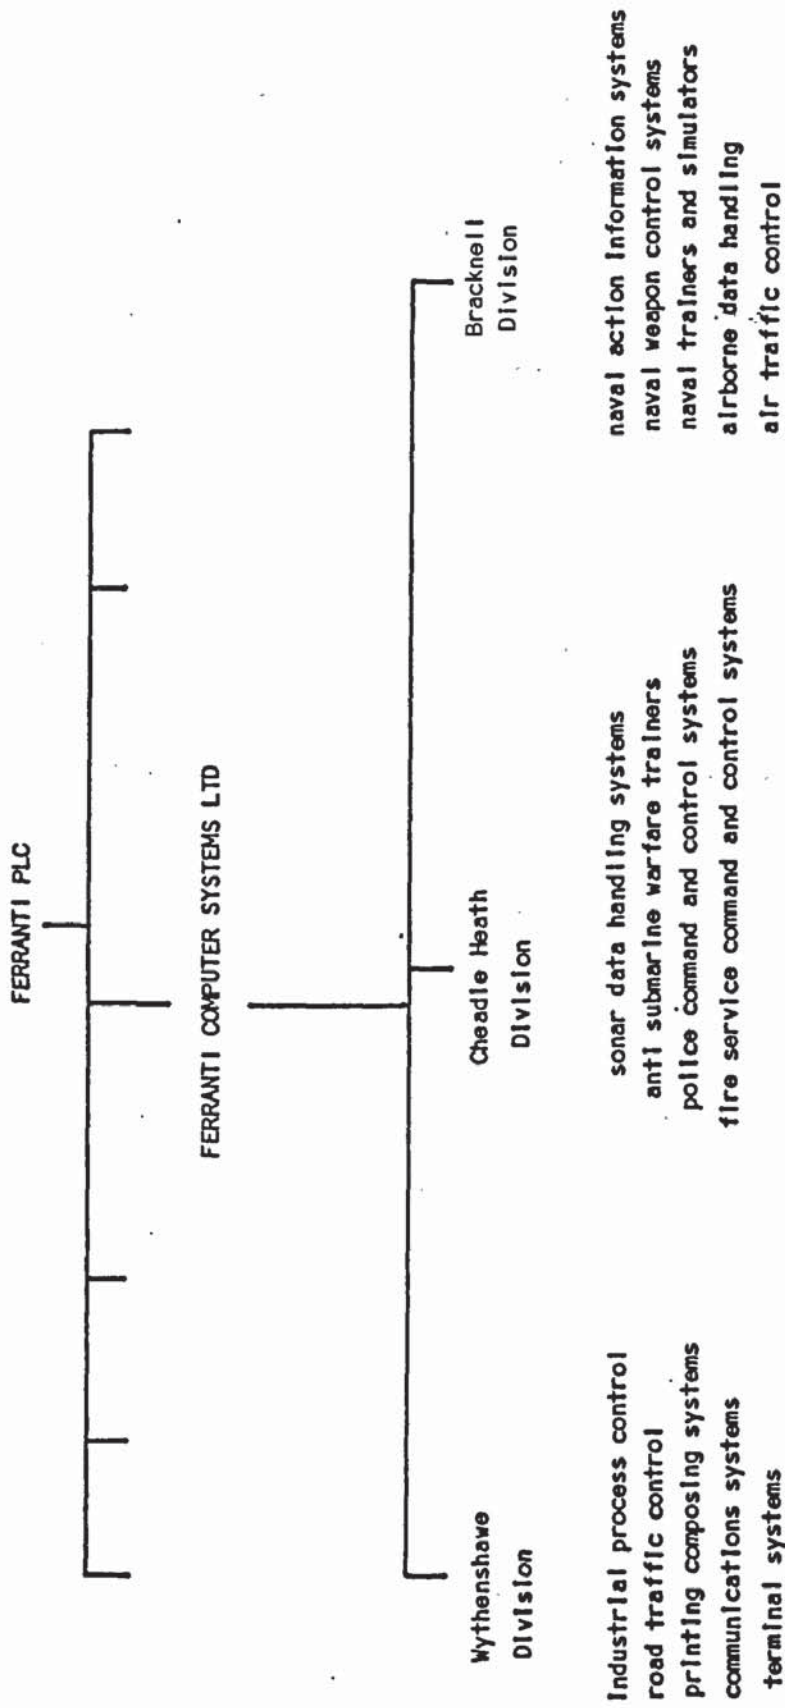 FERRANTI PLC
FERRANTI COMPUTER SYSTEMS LTD
Wythenshawe
Division
Industrial process control
road traffic control
printing composing systems
communications systems
terminal systems
Cheadle Heath
Division
sonar data handling systems
anti submarine warfare trainers
police command and control systems
fire service command and control systems
Bracknell
Division
naval action information systems
naval weapon control systems
naval trainers and simulators
airborne data handling
air traffic control